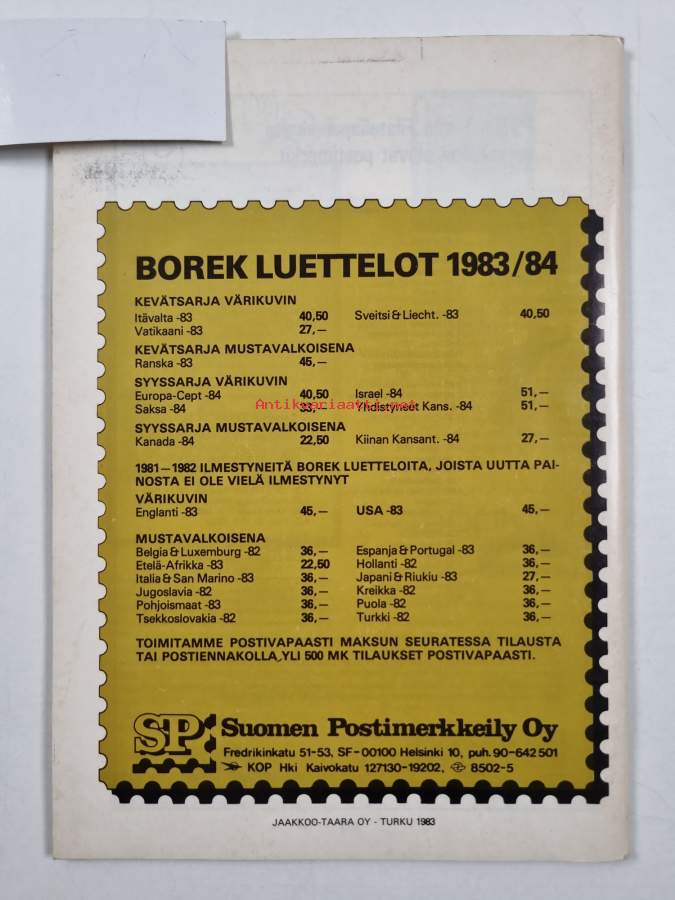 BOREK LUETTELOT 1983/84
KEVÄTSARJA VÄRIKUVIN
Itävalta -83 40,50 Sveitsi & Liecht. -83 40,50
Vatikaani -83 27,—
KEVÄTSARJA MUSTAVALKOISENA
Ranska -83 45,—
SYYSSARJA VÄRIKUVIN
Europa-Cept -84 40,50 Israel -84 51,—
Saksa -84 33,— Yhdistyneet Kans. -84 51,—
Antikvariaatti.net
SYYSSARJA MUSTAVALKOISENA
Kanada -84 22,50 Kiinan Kansant. -84 27,—
1981—1982 ILMESTYNEITÄ BOREK LUETTELOITA, JOISTA UUTTA PAI-
NOSTA EI OLE VIELÄ ILMESTYNYT
VÄRIKUVIN
Englanti -83 45,— USA -83 45,—
MUSTAVALKOISENA
Belgia & Luxemburg -82 36,— Espanja & Portugal -83 36,—
Etelä-Afrikka -83 22,50 Hollanti -82 36,—
Italia & San Marino -83 36,— Japani & Riukiu -83 27,—
Jugoslavia -82 36,— Kreikka -82 36,—
Pohjoismaat -83 36,— Puola -82 36,—
Tsekkoslovakia -82 36,— Turkki -82 36,—
TOIMITAMME POSTIVAPAASTI MAKSUN SEURATESSA TILAUSTA
TAI POSTIENNAKOLLA, YLI 500 MK TILAUKSET POSTIVAPAASTI.
SP Suomen Postimerkkeily Oy
Fredrikinkatu 51-53, SF-00100 Helsinki 10, puh. 90-642 501
KOP Hki Kaivokatu 127130-19202, 8502-5
JAAKKOO-TAARA OY - TURKU 1983